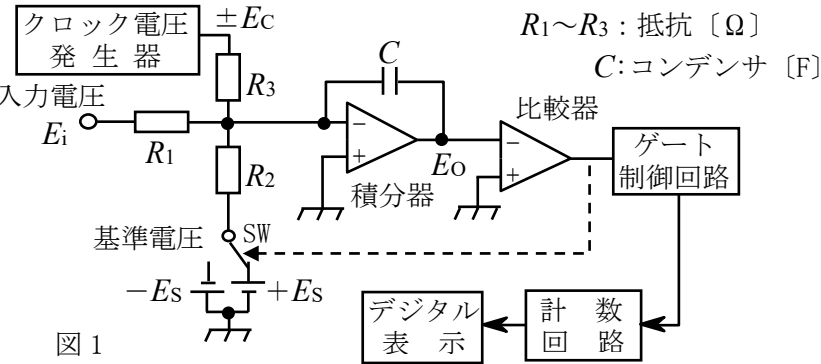 クロック電圧
発 生 器
±EC
R1～R3：抵抗〔Ω〕
C:コンデンサ〔F〕
C
R3
入力電圧
Ei
R1
比較器
－
＋
EO
－
＋
ゲート
制御回路
R2
積分器
基準電圧
SW
－ES
＋ES
デジタル
表　示
計　数
回　路
図1